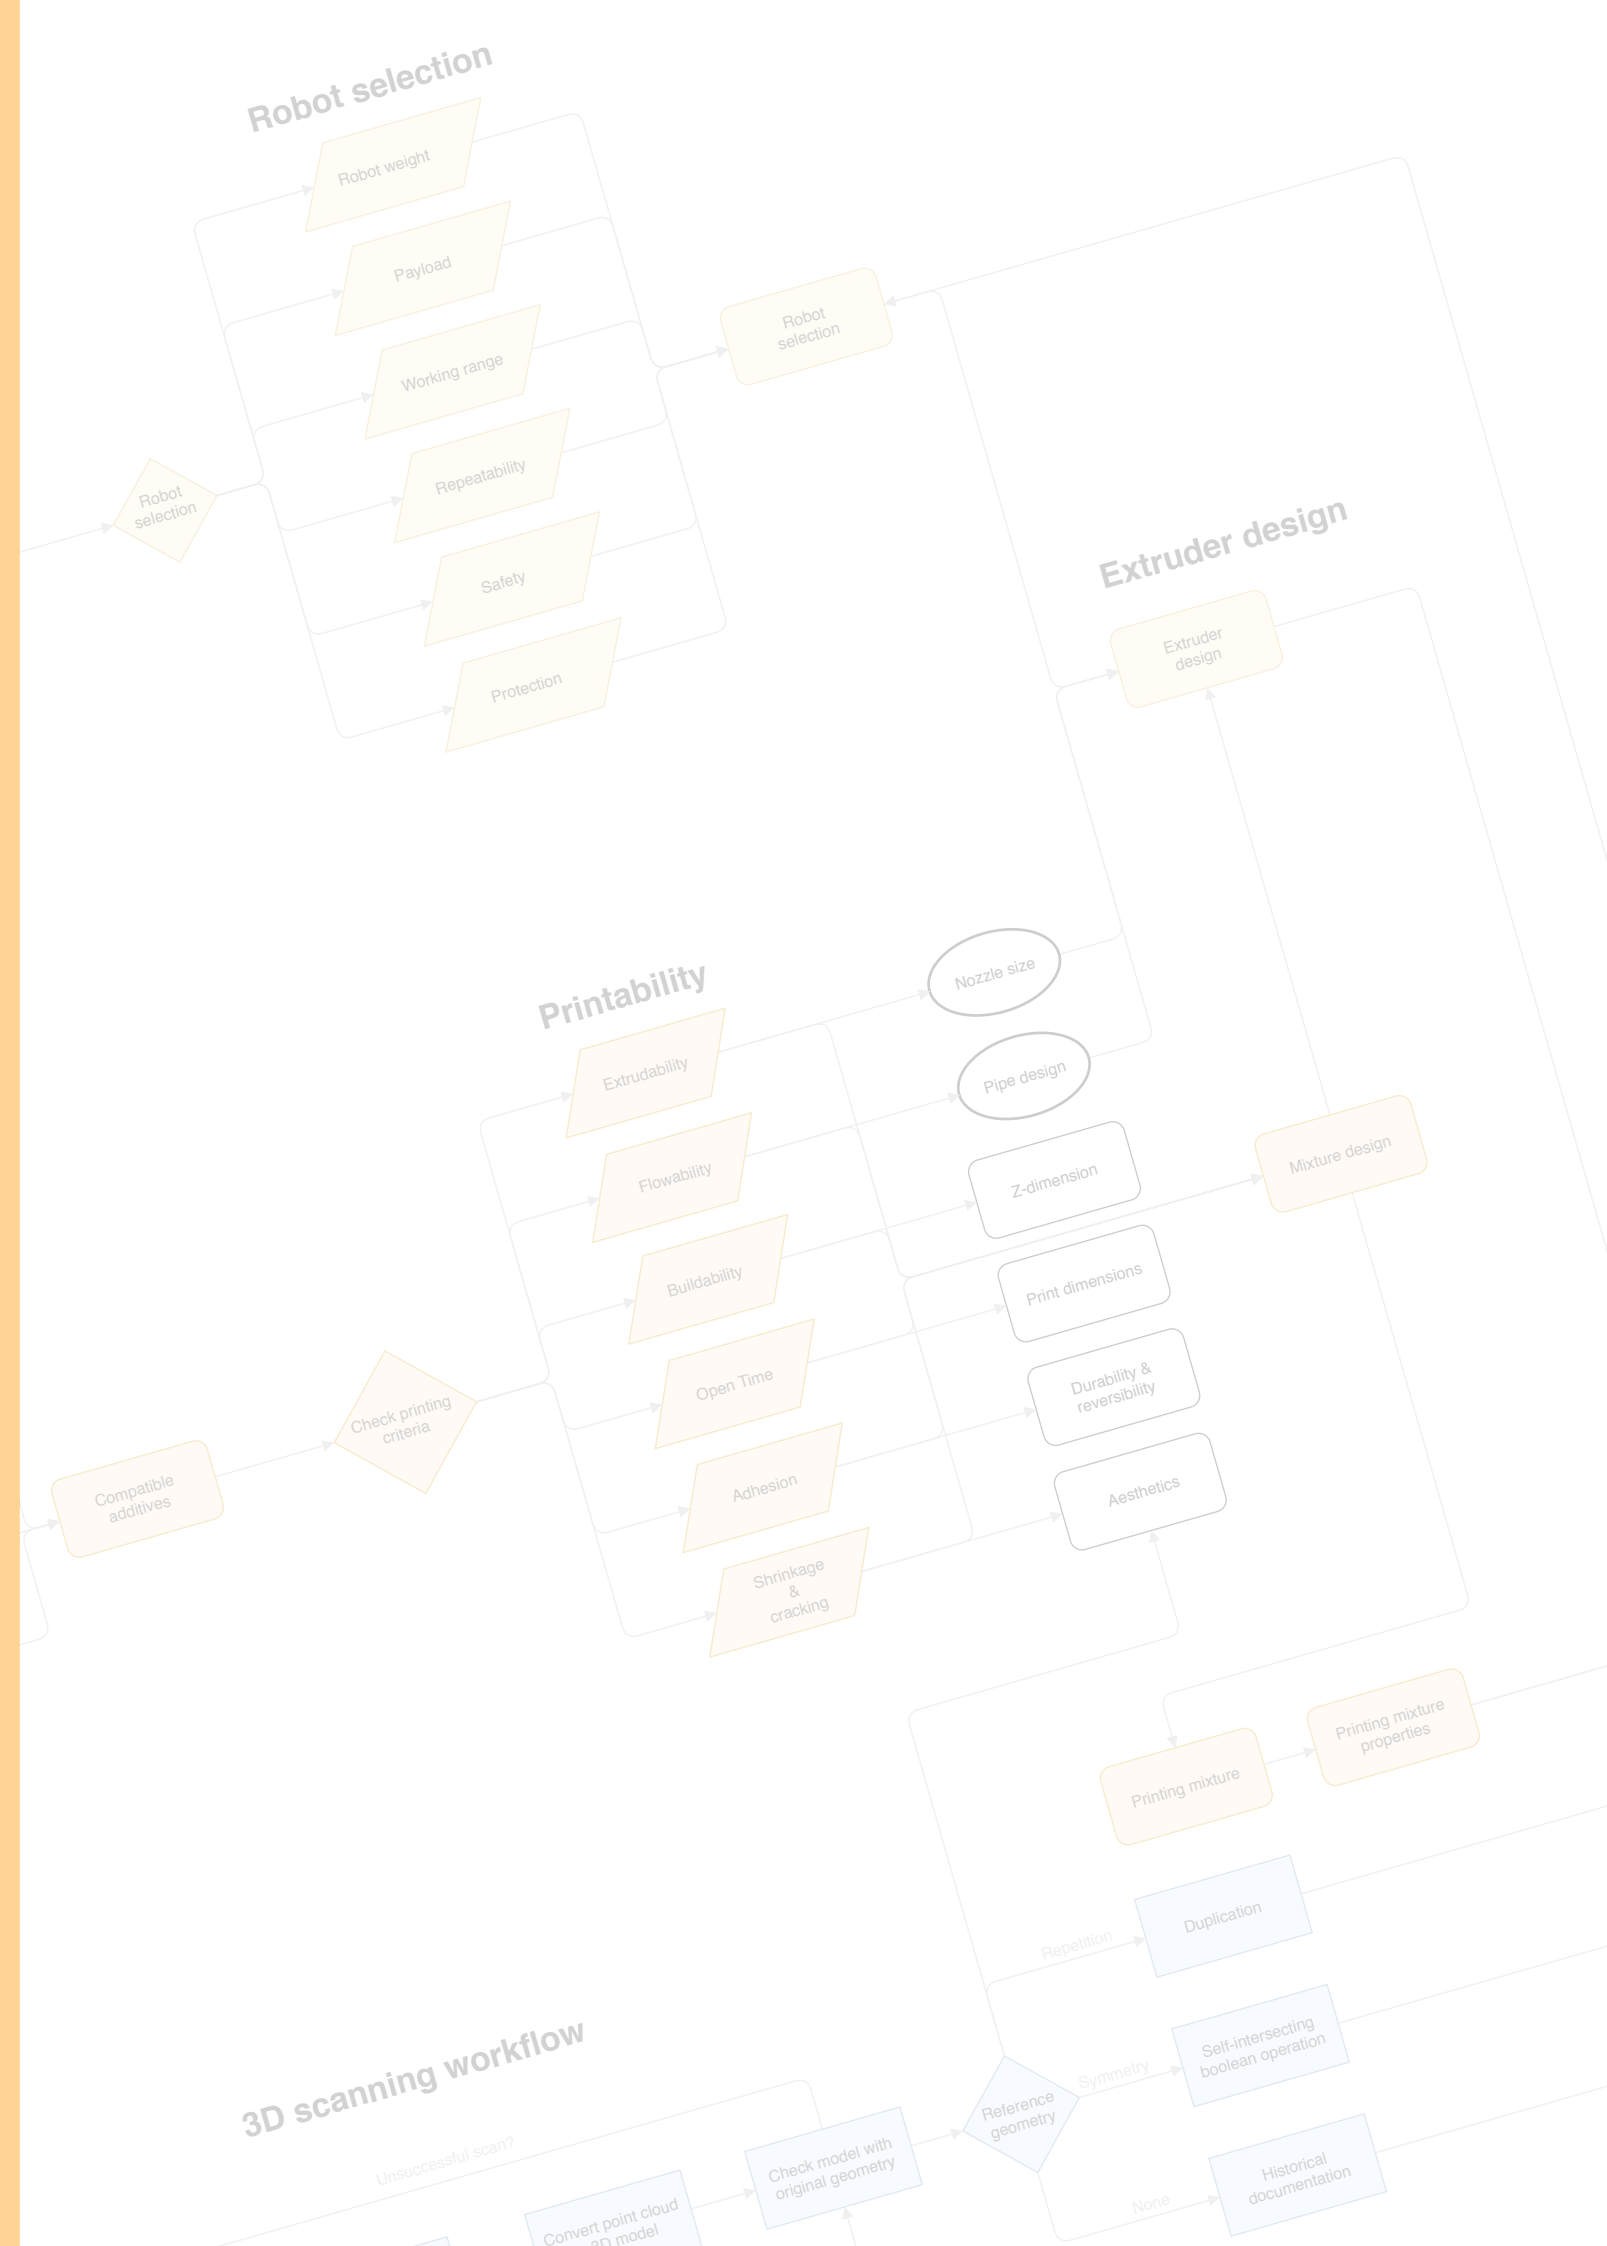 Robot selection
Robot weight
Payload
Working range
Repeatability
Safety
Protection
Robot
selection
Robot
selection
Extruder design
Extruder
design
Printability
Extrudability
Flowability
Buildability
Open Time
Adhesion
Shrinkage
&
cracking
Nozzle size
Pipe design
Z-dimension
Print dimensions
Durability &
reversibility
Aesthetics
Mixture design
Check printing
criteria
Compatible
additives
Printing mixture
properties
Printing mixture
Repetition
Duplication
Symmetry
Self-intersecting
boolean operation
None
Historical
documentation
Reference
geometry
3D scanning workflow
Unsuccessful scan?
Check model with
original geometry
Convert point cloud
3D model